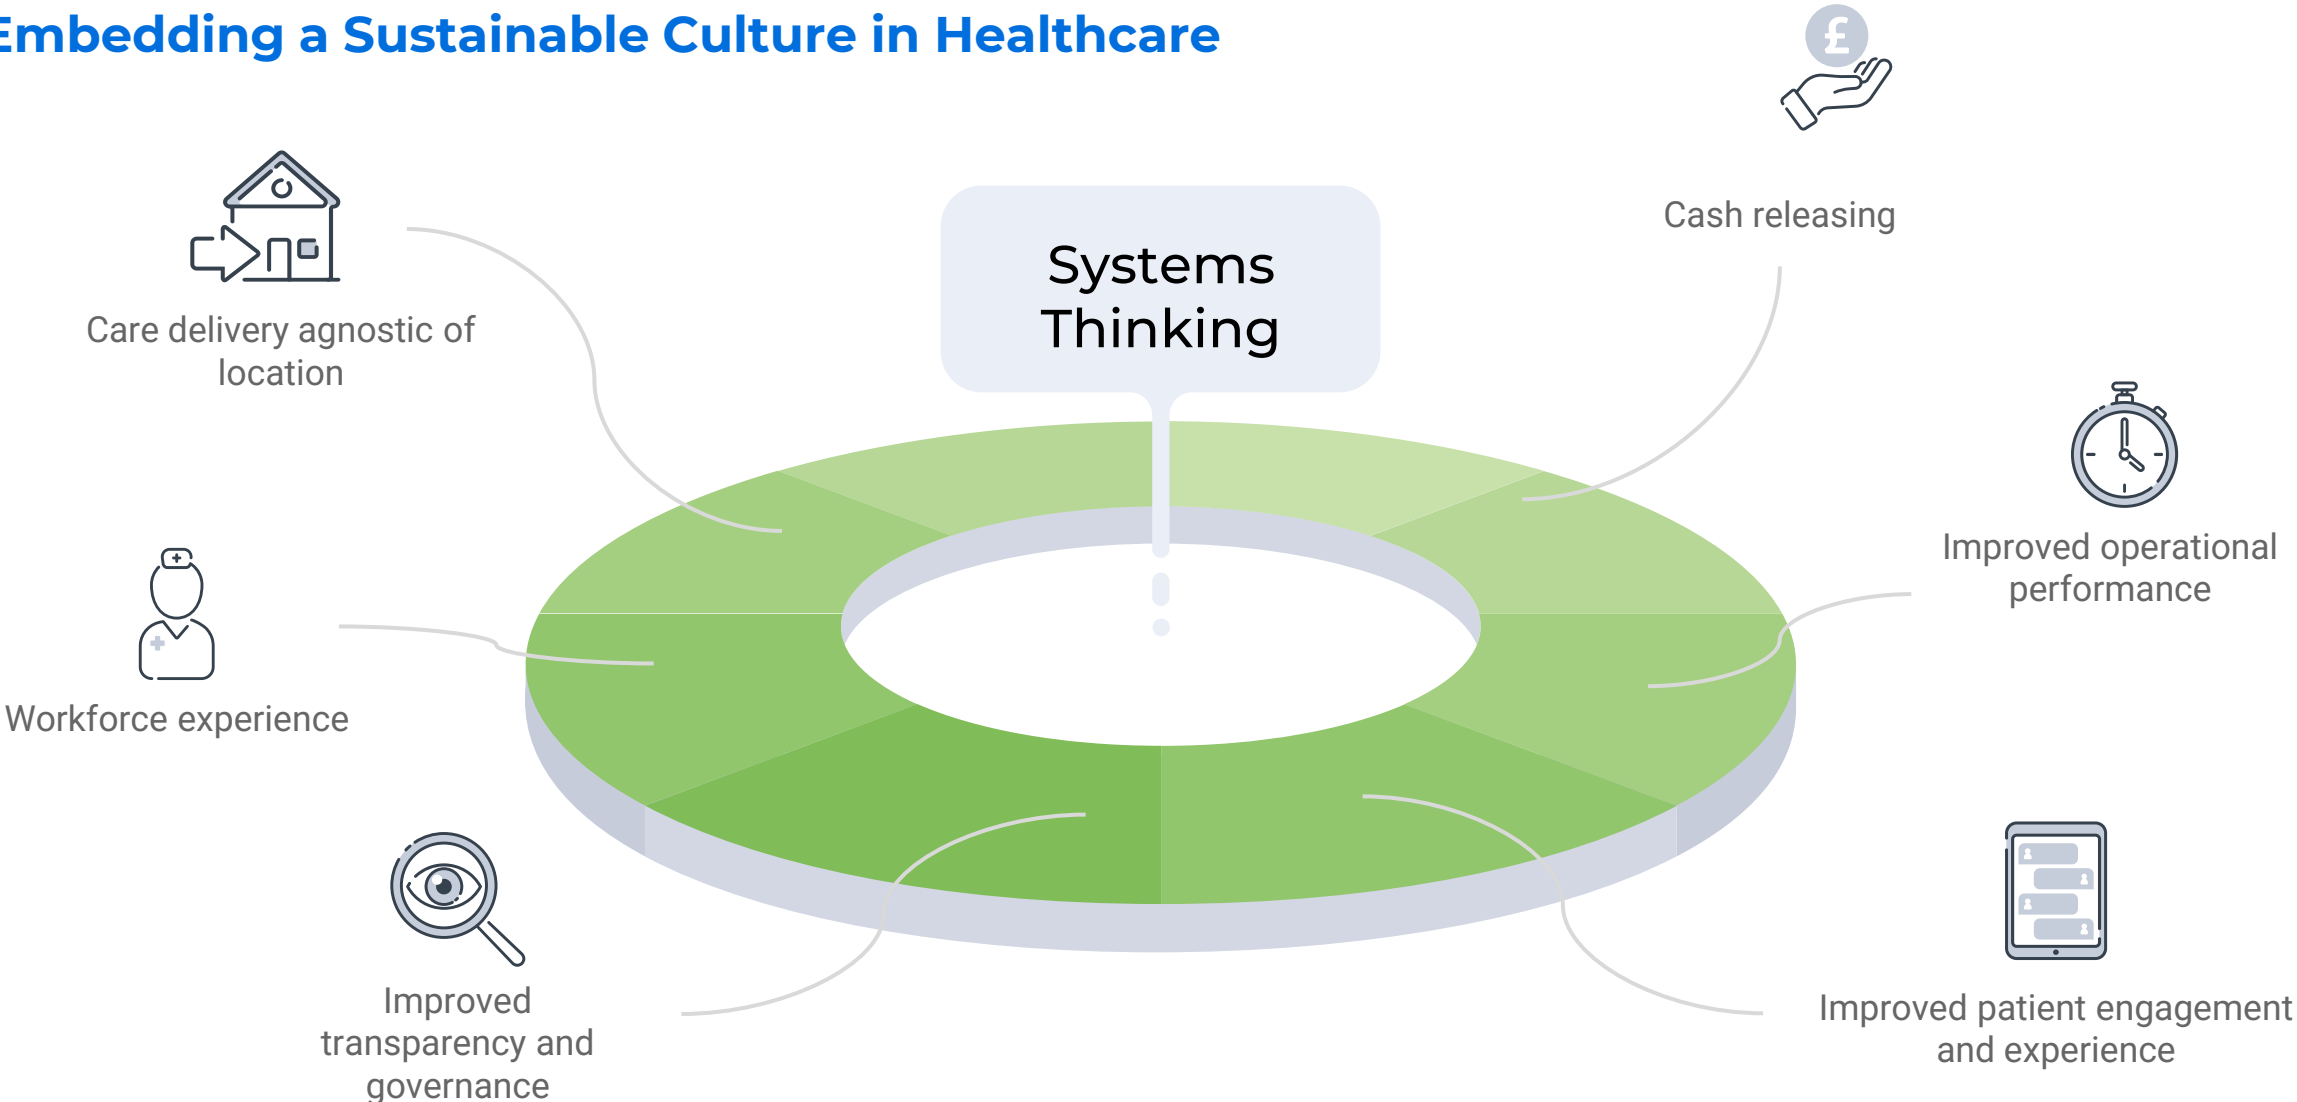 Embedding a Sustainable Culture in Healthcare
£
Cash releasing
Systems
Thinking
Care delivery agnostic of
location
Improved operational
performance
Workforce experience
Improved
transparency and
governance
Improved patient engagement
and experience